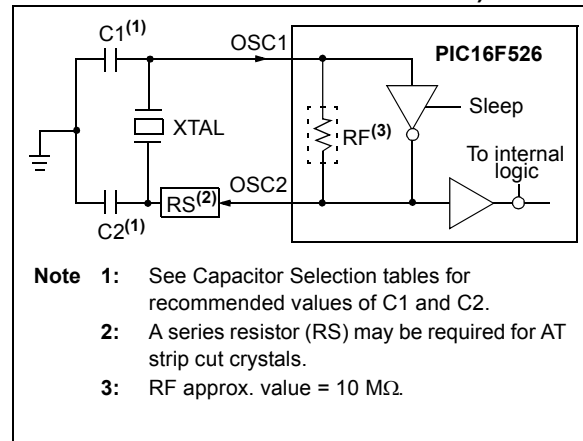 C1(1)
OSC1
PIC16F526
Sleep
XTAL
RF(3)
To internal
logic
OSC2
RS(2)
C2(1)
Note 1: See Capacitor Selection tables for
recommended values of C1 and C2.
2: A series resistor (RS) may be required for AT
strip cut crystals.
3: RF approx. value = 10 MΩ.